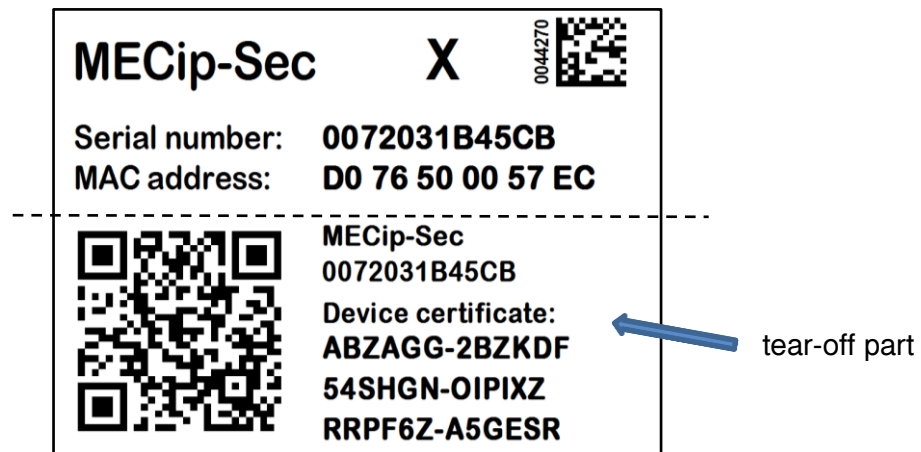 MECip-Sec X 0044270
Serial number: 0072031B45CB
MAC address: D0 76 50 00 57 EC
MECip-Sec
0072031B45CB
Device certificate:
ABZAGG-2BZKDF
54SHGN-OIPIXZ
RRPF6Z-A5GESR
tear-off part